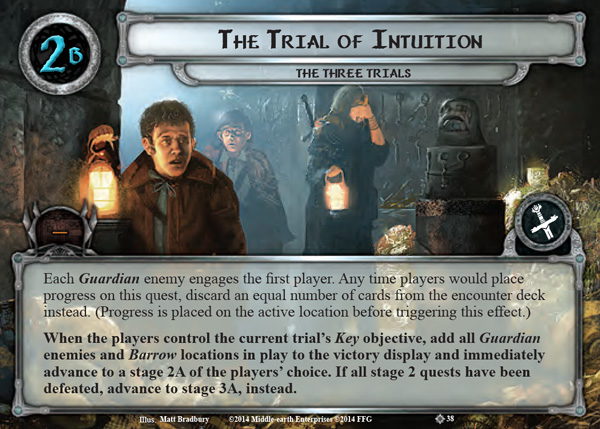 2B
THE TRIAL OF INTUITION
THE THREE TRIALS
Each Guardian enemy engages the first player. Any time players would place
progress on this quest, discard an equal number of cards from the encounter deck
instead. (Progress is placed on the active location before triggering this effect.)
When the players control the current trial's Key objective, add all Guardian
enemies and Barrow locations in play to the victory display and immediately
advance to a stage 2A of the players' choice. If all stage 2 quests have been
defeated, advance to stage 3A, instead.
Illus. Matt Bradbury ©2014 Middle-earth Enterprises ©2014 FFG 38